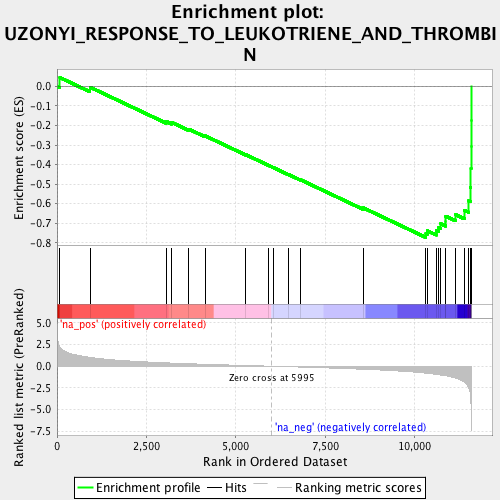 Enrichment plot:
UZONYI_RESPONSE_TO_LEUKOTRIENE_AND_THROMBI
N
Enrichment score (ES)
0.0
-0.1
-0.2
-0.3
-0.4
-0.5
-0.6
-0.7
-0.8
'na_pos' (positively correlated)
Ranked list metric (PreRanked)
5.0
2.5
0.0
-2.5
-5.0
-7.5
Zero cross at 5995
'na_neg' (negatively correlated)
0
2,500
5,000
7,500
10,000
Rank in Ordered Dataset
Enrichment profile
Hits
Ranking metric scores